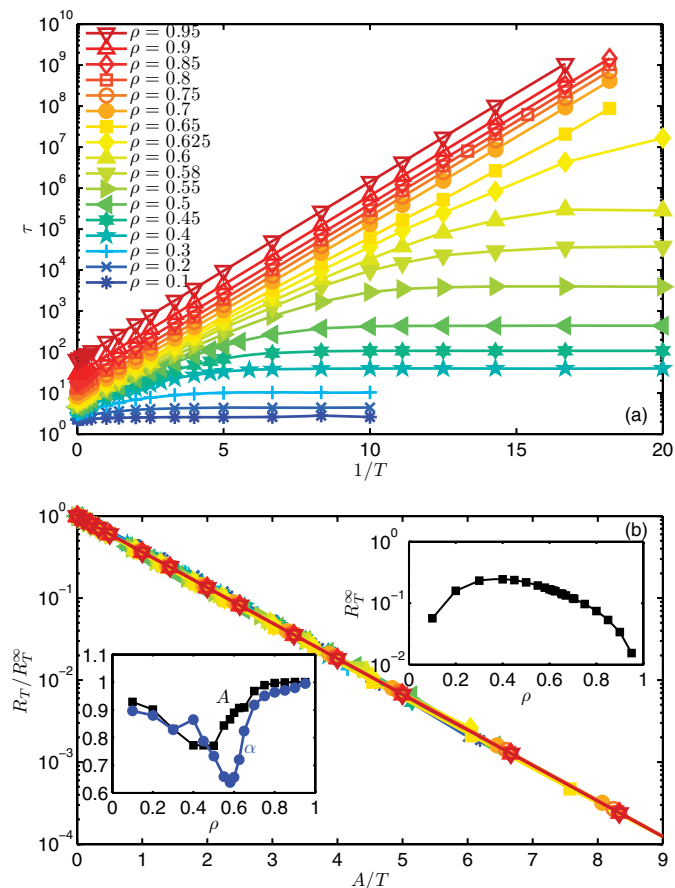 10^10
10^9
10^8
10^7
10^6
10^5
10^4
10^3
10^2
10^1
10^0
τ
ρ = 0.95
ρ = 0.9
ρ = 0.85
ρ = 0.8
ρ = 0.75
ρ = 0.7
ρ = 0.65
ρ = 0.625
ρ = 0.6
ρ = 0.58
ρ = 0.55
ρ = 0.5
ρ = 0.45
ρ = 0.4
ρ = 0.3
ρ = 0.2
ρ = 0.1
(a)
0 5 10 15 20
1/T
10^0
10^-1
10^-2
10^-3
10^-4
R_T/R_T^∞
(b)
10^0
10^-1
10^-2
R_T^∞
0 0.2 0.4 0.6 0.8 1
ρ
1.1
1
0.9
0.8
0.7
0.6
A
α
0 0.2 0.4 0.6 0.8 1
ρ
0 1 2 3 4 5 6 7 8 9
A/T